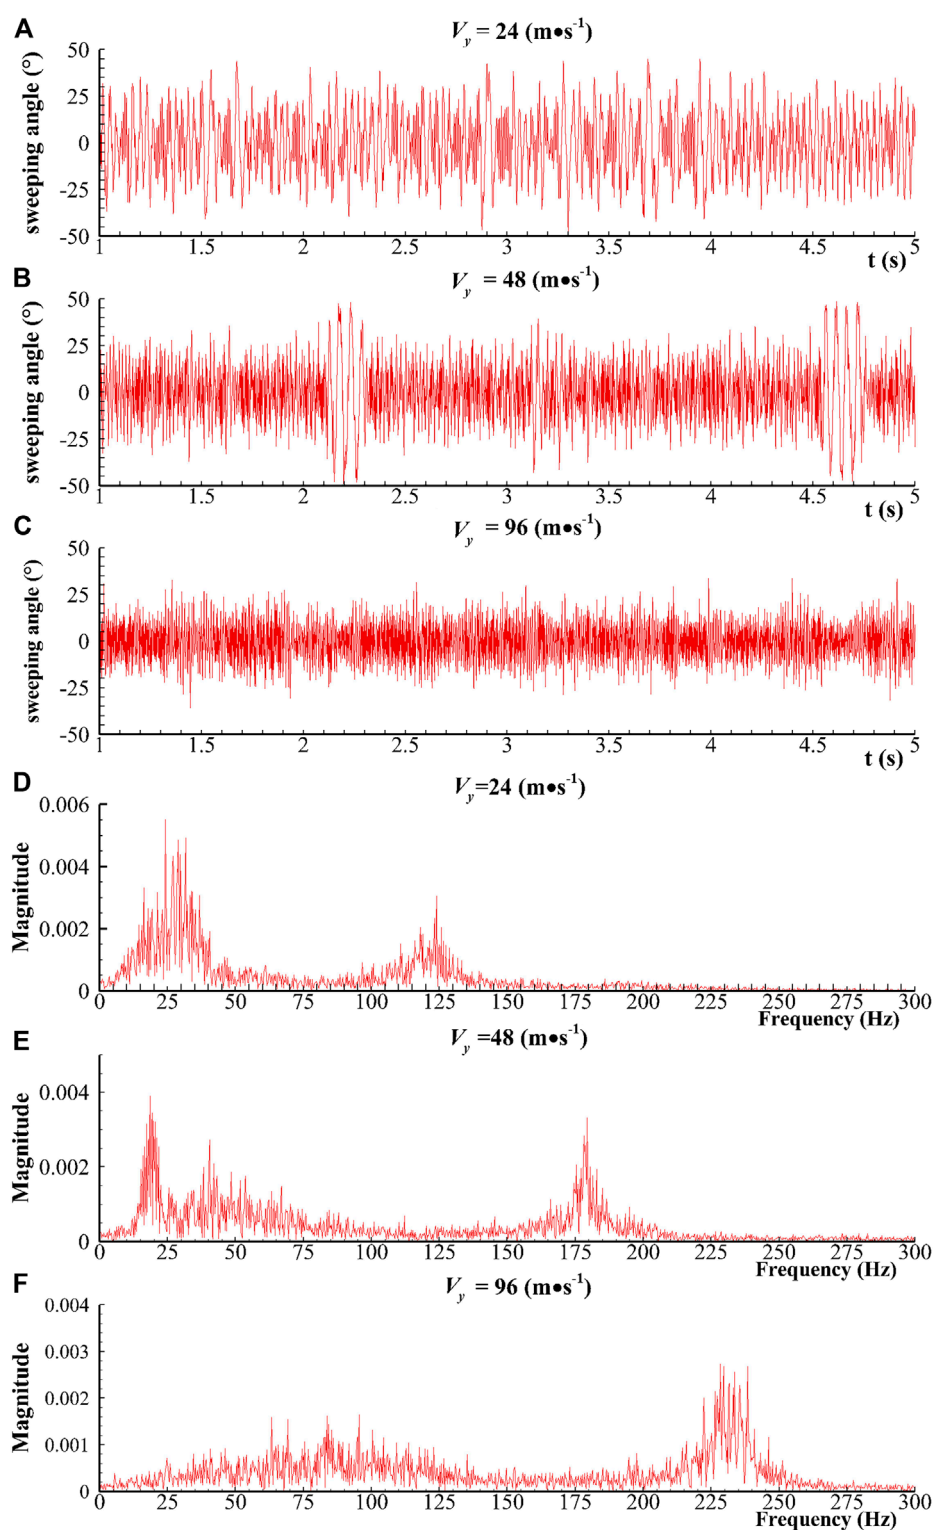 A
V_y = 24 (m•s⁻¹)
sweeping angle (°)
50
25
0
-25
-50
1 1.5 2 2.5 3 3.5 4 4.5 5
t (s)
B
V_y = 48 (m•s⁻¹)
sweeping angle (°)
50
25
0
-25
-50
1 1.5 2 2.5 3 3.5 4 4.5 5
t (s)
C
V_y = 96 (m•s⁻¹)
sweeping angle (°)
50
25
0
-25
-50
1 1.5 2 2.5 3 3.5 4 4.5 5
t (s)
D
V_y=24 (m•s⁻¹)
Magnitude
0.006
0.004
0.002
0
0 25 50 75 100 125 150 175 200 225 250 275 300
Frequency (Hz)
E
V_y =48 (m•s⁻¹)
Magnitude
0.004
0.002
0
0 25 50 75 100 125 150 175 200 225 250 275 300
Frequency (Hz)
F
V_y = 96 (m•s⁻¹)
Magnitude
0.004
0.003
0.002
0.001
0
0 25 50 75 100 125 150 175 200 225 250 275 300
Frequency (Hz)